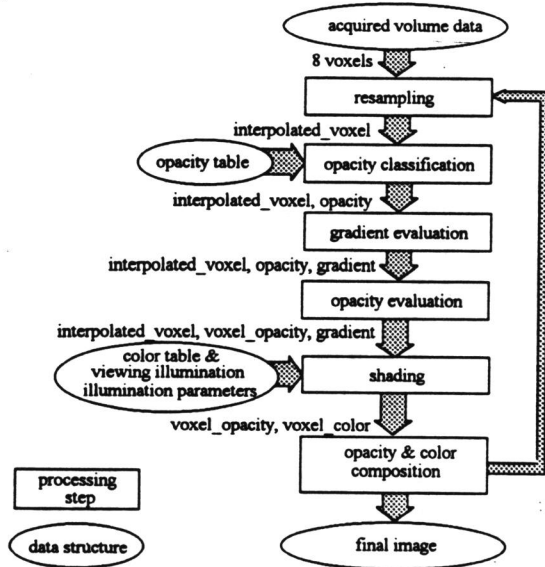 acquired volume data
8 voxels
resampling
interpolated_voxel
opacity table
opacity classification
interpolated_voxel, opacity
gradient evaluation
interpolated_voxel, opacity, gradient
opacity evaluation
interpolated_voxel, voxel_opacity, gradient
color table &
viewing illumination
illumination parameters
shading
voxel_opacity, voxel_color
opacity & color
composition
processing
step
data structure
final image